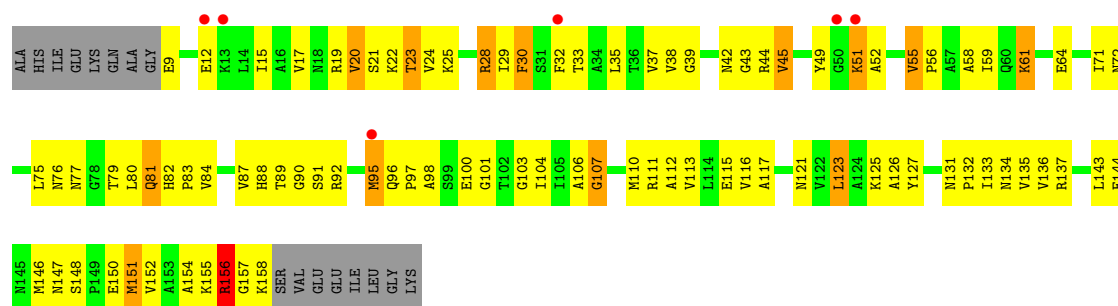 ALA HIS ILE GLU LYS GLN ALA GLY E9 E12 K13 L14 I15 A16 V17 N18 R19 V20 S21 K22 T23 V24 K25 R28 I29 F30 S31 F32 T33 A34 L35 T36 V37 V38 G39 N42 G43 R44 V45 Y49 G50 K51 A52 V55 P56 A57 A58 I59 Q60 K61 E64 I71 N72
L75 N76 N77 G78 T79 L80 Q81 H82 P83 V84 V87 H88 T89 G90 S91 R92 M95 Q96 P97 A98 S99 E100 G101 T102 G103 I104 I105 A106 G107 M110 R111 A112 V113 L114 E115 V116 A117 N121 V122 L123 A124 K125 A126 Y127 N131 P132 I133 N134 V135 V136 R137 L143
N145 M146 N147 S148 P149 E150 M151 V152 A153 A154 K155 R156 G157 K158 SER VAL GLU GLU ILE LEU GLY LYS